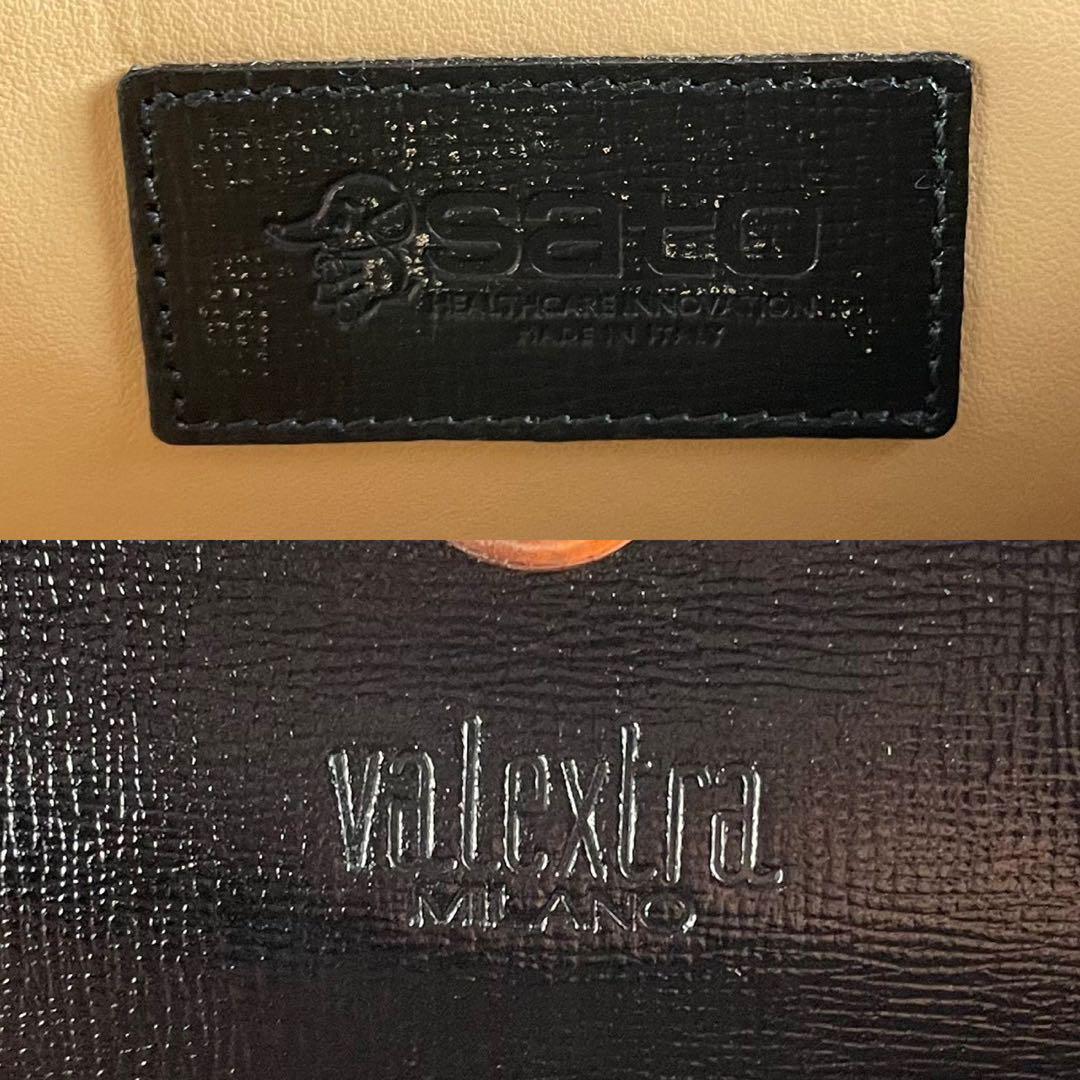 sato
HEALTHCARE INNOVATION
MADE IN ITALY
valextra
MILANO